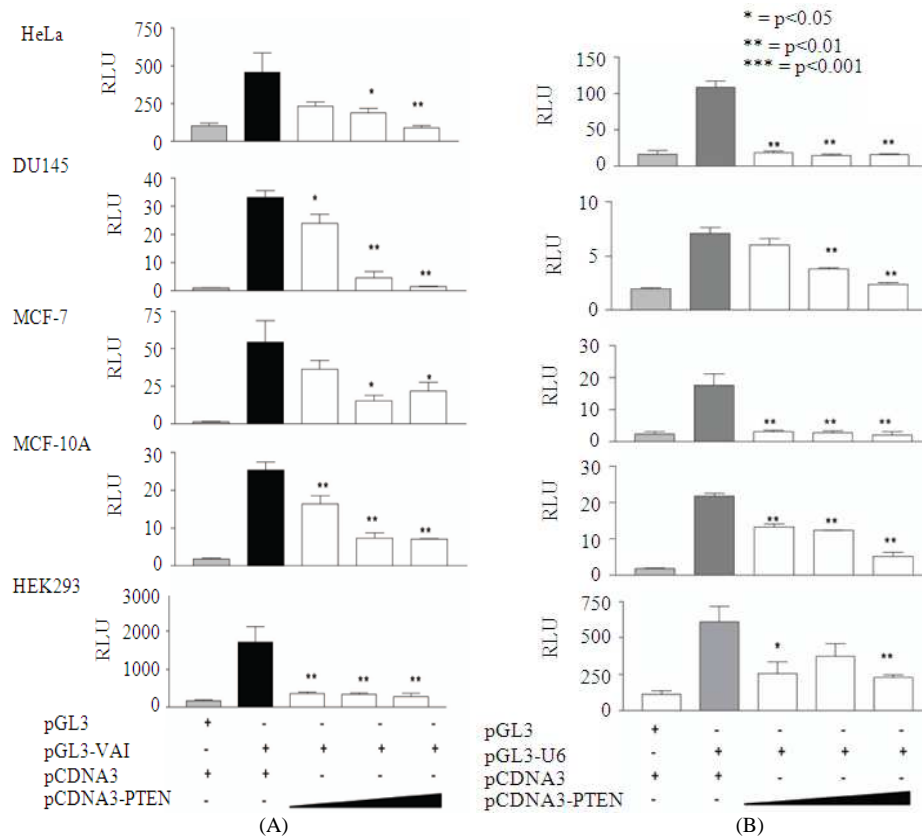 HeLa
RLU
750
500
250
0
*
**
DU145
RLU
40
30
20
10
0
*
**
**
MCF-7
RLU
75
50
25
0
*
*
MCF-10A
RLU
30
20
10
0
**
**
**
HEK293
RLU
3000
2000
1000
0
**
**
**
pGL3 + - - - -
pGL3-VAI - + + + +
pCDNA3 + + - - -
pCDNA3-PTEN - -
(A)
* = p<0.05
** = p<0.01
*** = p<0.001
RLU
150
100
50
0
**
**
**
RLU
10
5
0
**
**
RLU
30
20
10
0
**
**
**
RLU
30
20
10
0
**
**
**
RLU
750
500
250
0
*
**
pGL3 + - - - -
pGL3-U6 - + + + +
pCDNA3 + + - - -
pCDNA3-PTEN - -
(B)